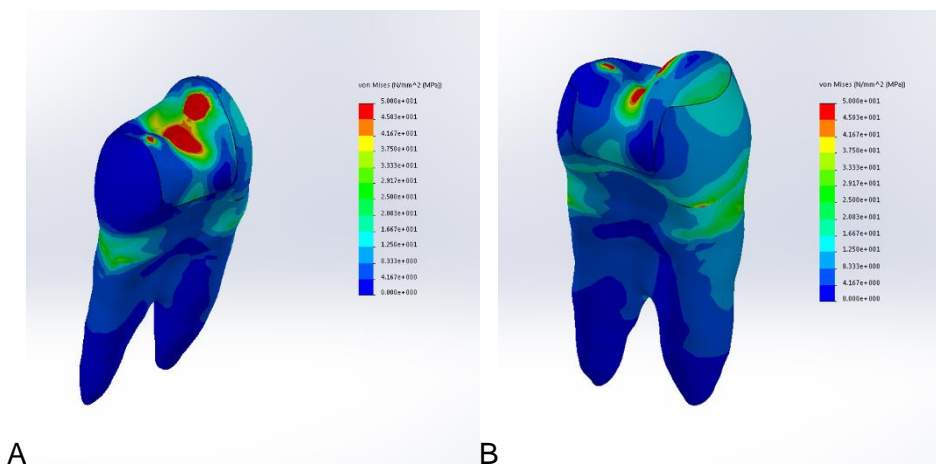 von Mises (N/mm^2 (MPa))
5.000e+001
4.583e+001
4.167e+001
3.750e+001
3.333e+001
2.917e+001
2.500e+001
2.083e+001
1.667e+001
1.250e+001
8.333e+000
4.167e+000
0.000e+000
A
von Mises (N/mm^2 (MPa))
5.000e+001
4.583e+001
4.167e+001
3.750e+001
3.333e+001
2.917e+001
2.500e+001
2.083e+001
1.667e+001
1.250e+001
8.333e+000
4.167e+000
0.000e+000
B